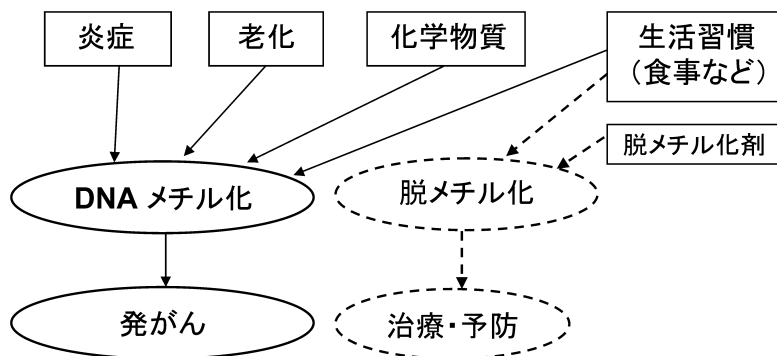 炎症
老化
化学物質
生活習慣
(食事など)
脱メチル化剤
DNA メチル化
脱メチル化
発がん
治療・予防